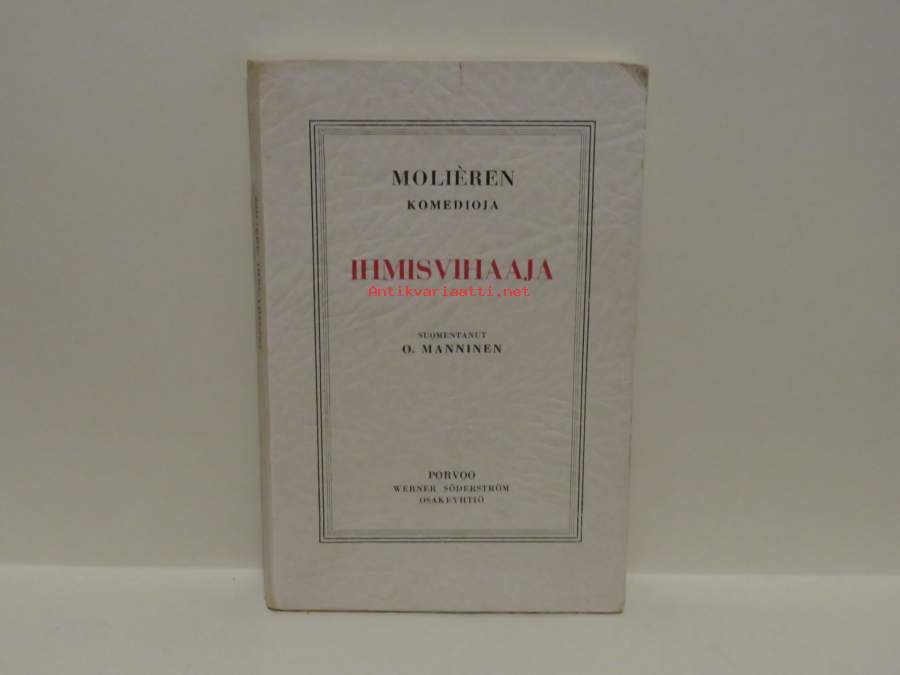 MOLIÈREN
KOMEDIOJA
IHMISVIHAAJA
Antikvariaatti.net
SUOMENTANUT
O. MANNINEN
PORVOO
WERNER SÖDERSTRÖM
OSAKEYHTIÖ